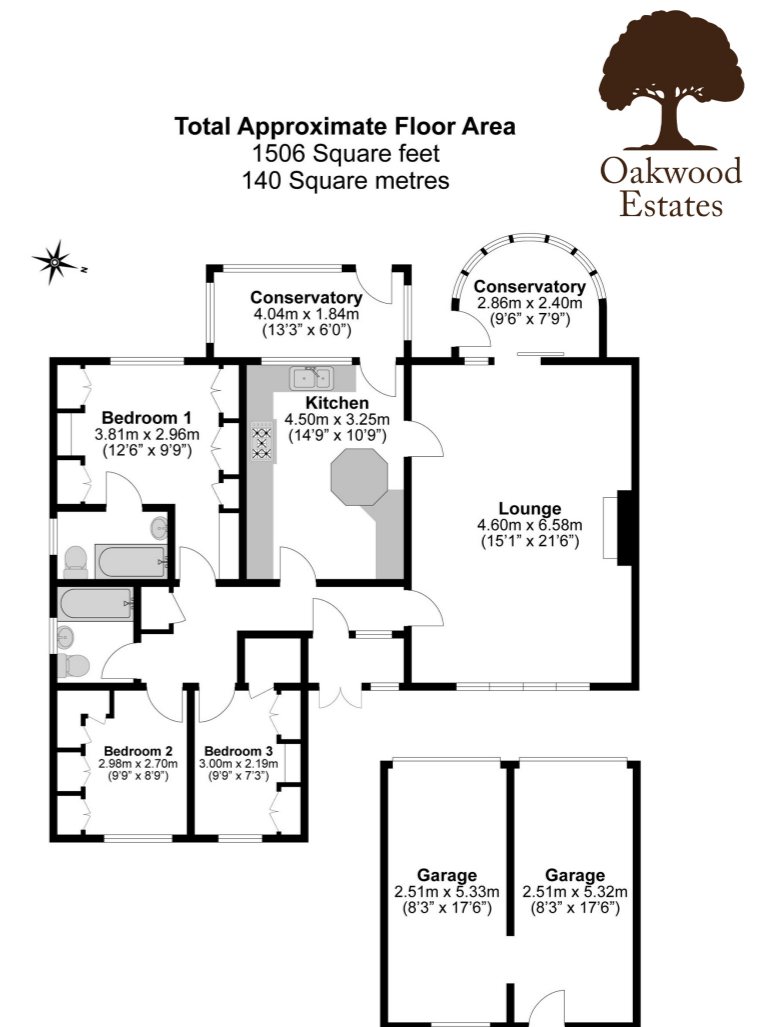 Total Approximate Floor Area
1506 Square feet
140 Square metres
Oakwood
Estates
N
Conservatory
4.04m x 1.84m
(13’3” x 6’0”)
Conservatory
2.86m x 2.40m
(9’6” x 7’9”)
Bedroom 1
3.81m x 2.96m
(12’6” x 9’9”)
Kitchen
4.50m x 3.25m
(14’9” x 10’9”)
Lounge
4.60m x 6.58m
(15’1” x 21’6”)
Bedroom 2
2.98m x 2.70m
(9’9” x 8’9”)
Bedroom 3
3.00m x 2.19m
(9’9” x 7’3”)
Garage
2.51m x 5.33m
(8’3” x 17’6”)
Garage
2.51m x 5.32m
(8’3” x 17’6”)